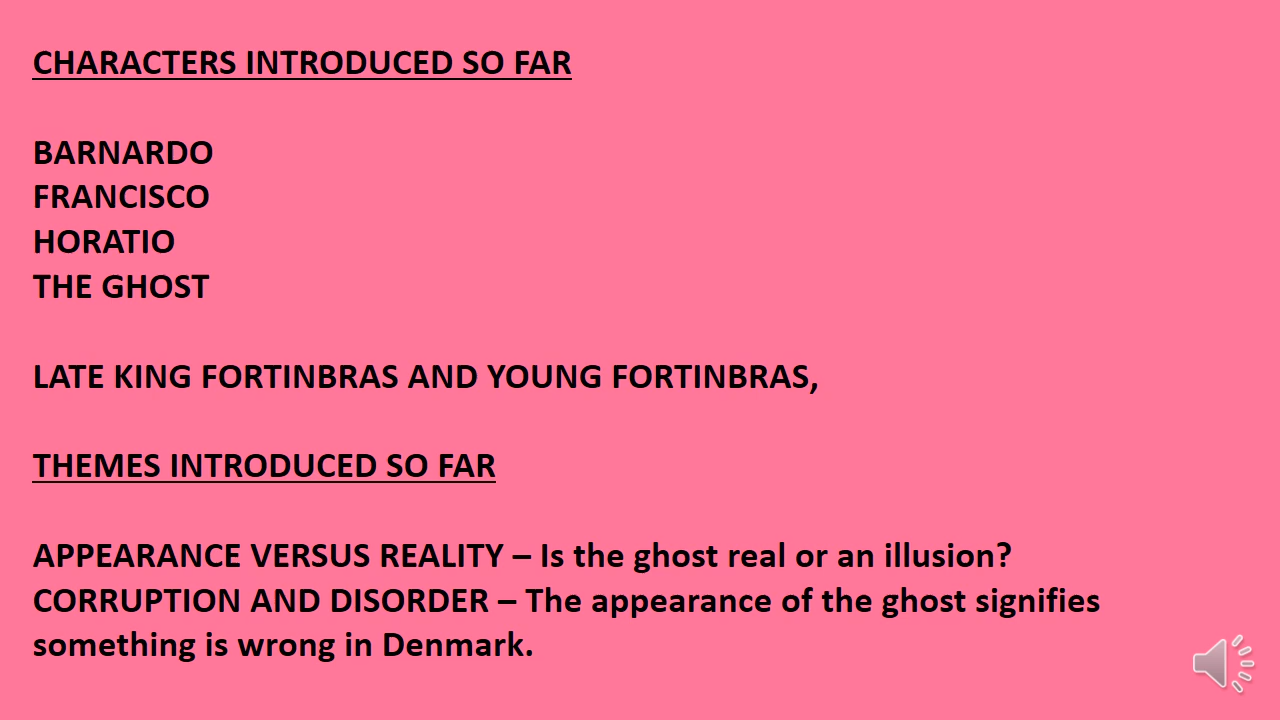 CHARACTERS INTRODUCED SO FAR
BARNARDO
FRANCISCO
HORATIO
THE GHOST
LATE KING FORTINBRAS AND YOUNG FORTINBRAS,
THEMES INTRODUCED SO FAR
APPEARANCE VERSUS REALITY – Is the ghost real or an illusion?
CORRUPTION AND DISORDER – The appearance of the ghost signifies
something is wrong in Denmark.